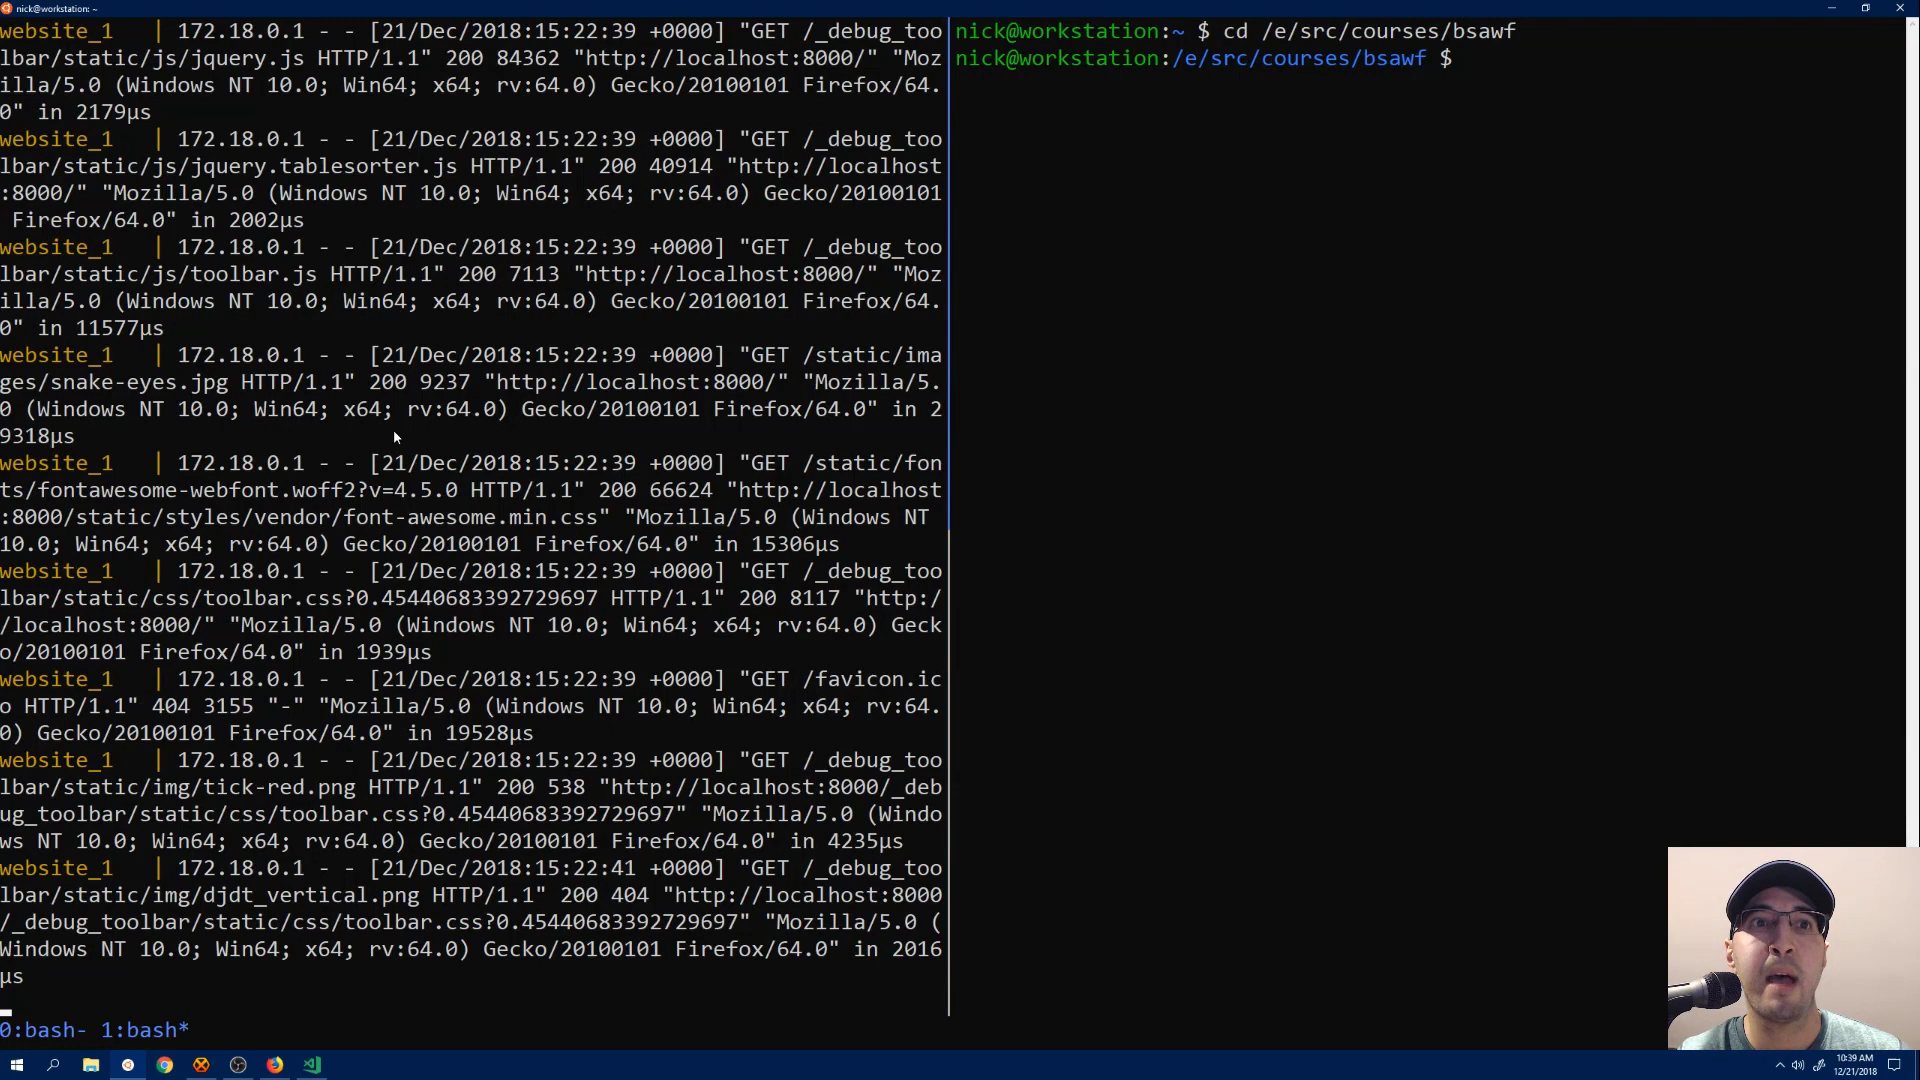 nick@workstation: ~
website_1   | 172.18.0.1 - - [21/Dec/2018:15:22:39 +0000] "GET /_debug_too
lbar/static/js/jquery.js HTTP/1.1" 200 84362 "http://localhost:8000/" "Moz
illa/5.0 (Windows NT 10.0; Win64; x64; rv:64.0) Gecko/20100101 Firefox/64.
0" in 2179µs
website_1   | 172.18.0.1 - - [21/Dec/2018:15:22:39 +0000] "GET /_debug_too
lbar/static/js/jquery.tablesorter.js HTTP/1.1" 200 40914 "http://localhost
:8000/" "Mozilla/5.0 (Windows NT 10.0; Win64; x64; rv:64.0) Gecko/20100101
 Firefox/64.0" in 2002µs
website_1   | 172.18.0.1 - - [21/Dec/2018:15:22:39 +0000] "GET /_debug_too
lbar/static/js/toolbar.js HTTP/1.1" 200 7113 "http://localhost:8000/" "Moz
illa/5.0 (Windows NT 10.0; Win64; x64; rv:64.0) Gecko/20100101 Firefox/64.
0" in 11577µs
website_1   | 172.18.0.1 - - [21/Dec/2018:15:22:39 +0000] "GET /static/ima
ges/snake-eyes.jpg HTTP/1.1" 200 9237 "http://localhost:8000/" "Mozilla/5.
0 (Windows NT 10.0; Win64; x64; rv:64.0) Gecko/20100101 Firefox/64.0" in 2
9318µs
website_1   | 172.18.0.1 - - [21/Dec/2018:15:22:39 +0000] "GET /static/fon
ts/fontawesome-webfont.woff2?v=4.5.0 HTTP/1.1" 200 66624 "http://localhost
:8000/static/styles/vendor/font-awesome.min.css" "Mozilla/5.0 (Windows NT
10.0; Win64; x64; rv:64.0) Gecko/20100101 Firefox/64.0" in 15306µs
website_1   | 172.18.0.1 - - [21/Dec/2018:15:22:39 +0000] "GET /_debug_too
lbar/static/css/toolbar.css?0.45440683392729697 HTTP/1.1" 200 8117 "http:/
/localhost:8000/" "Mozilla/5.0 (Windows NT 10.0; Win64; x64; rv:64.0) Geck
o/20100101 Firefox/64.0" in 1939µs
website_1   | 172.18.0.1 - - [21/Dec/2018:15:22:39 +0000] "GET /favicon.ic
o HTTP/1.1" 404 3155 "-" "Mozilla/5.0 (Windows NT 10.0; Win64; x64; rv:64.
0) Gecko/20100101 Firefox/64.0" in 19528µs
website_1   | 172.18.0.1 - - [21/Dec/2018:15:22:39 +0000] "GET /_debug_too
lbar/static/img/tick-red.png HTTP/1.1" 200 538 "http://localhost:8000/_deb
ug_toolbar/static/css/toolbar.css?0.45440683392729697" "Mozilla/5.0 (Windo
ws NT 10.0; Win64; x64; rv:64.0) Gecko/20100101 Firefox/64.0" in 4235µs
website_1   | 172.18.0.1 - - [21/Dec/2018:15:22:41 +0000] "GET /_debug_too
lbar/static/img/djdt_vertical.png HTTP/1.1" 200 404 "http://localhost:8000
/_debug_toolbar/static/css/toolbar.css?0.45440683392729697" "Mozilla/5.0 (
Windows NT 10.0; Win64; x64; rv:64.0) Gecko/20100101 Firefox/64.0" in 2016
µs
0:bash- 1:bash*
nick@workstation:~ $ cd /e/src/courses/bsawf
nick@workstation:/e/src/courses/bsawf $
10:39 AM
12/21/2018